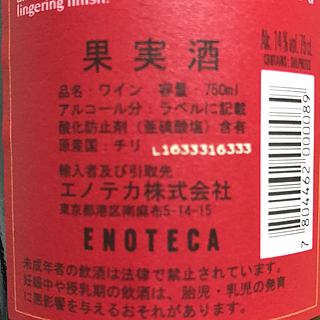 lingering finish.
果実酒
品名：ワイン 容量：750ml
アルコール分：ラベルに記載
酸化防止剤（亜硫酸塩）含有
原産国：チリ L1633316333
輸入者及び引取先
エノテカ株式会社
東京都港区南麻布5-14-15
ENOTECA
未成年者の飲酒は法律で禁止されています。
妊娠中や授乳期の飲酒は、胎児・乳児の発育
に悪影響を与えるおそれがあります。
Alc. 14% vol. 75 cl.
CONTAINS: SULPHITES
7 804462 000089